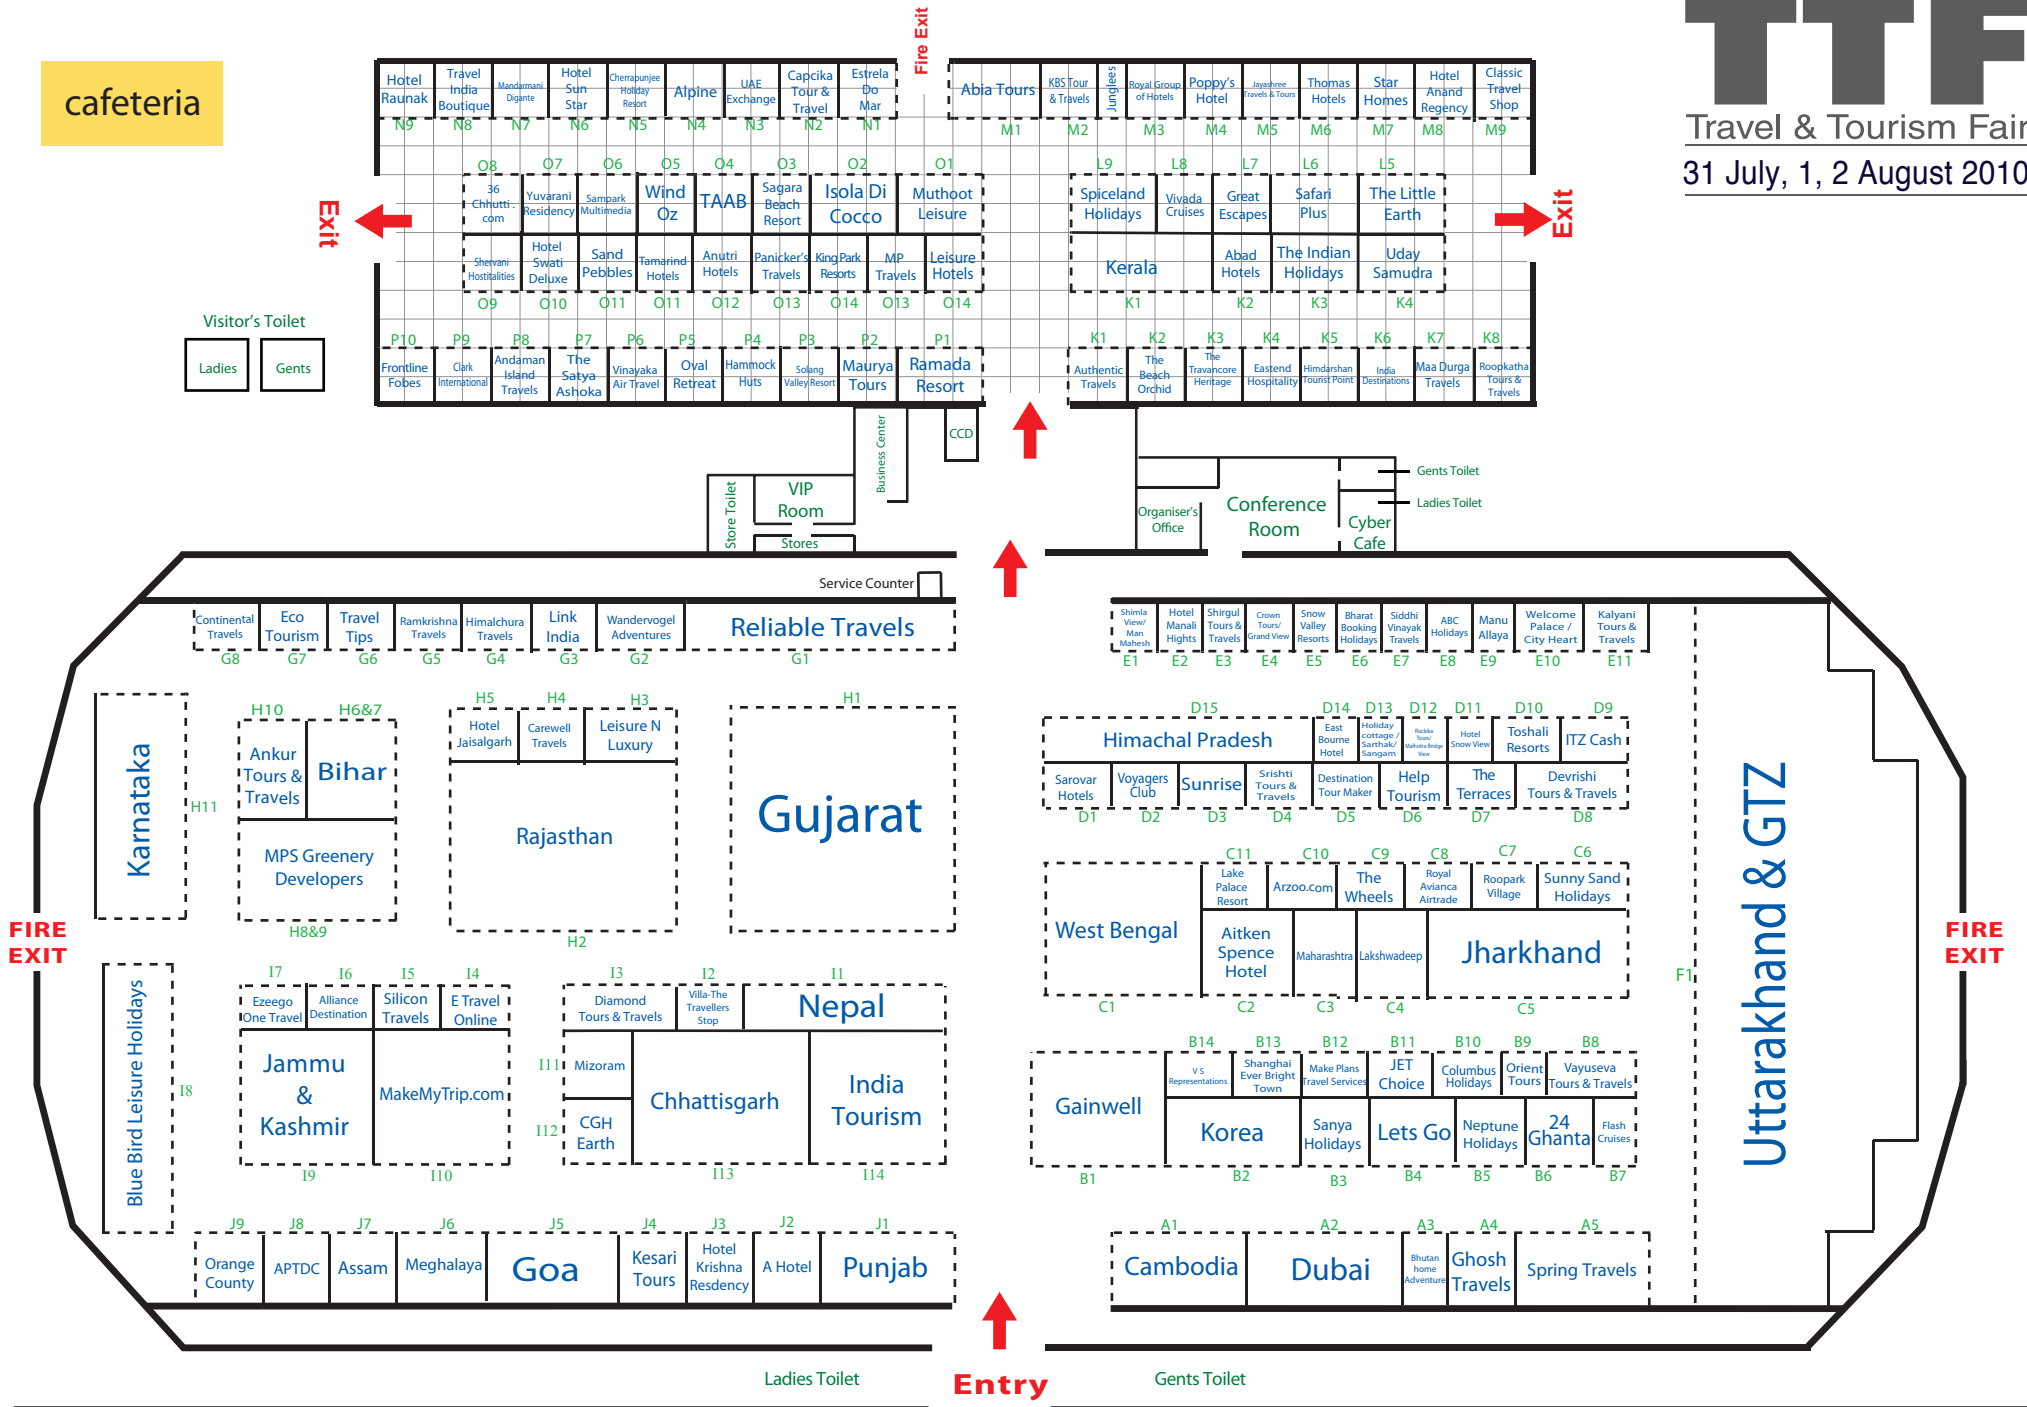 TTF
Travel & Tourism Fair
31 July, 1, 2 August 2010
cafeteria
Fire Exit
Hotel
Raunak
Travel
India
Boutique
Mandarmani
Digante
Hotel
Sun
Star
Cherrapunjee
Holiday
Resort
Alpine
UAE
Exchange
Capcika
Tour &
Travel
Estrela
Do
Mar
Abia Tours
KBS Tour
& Travels
Junglees
Royal Group
of Hotels
Poppy's
Hotel
Jayashree
Travels & Tours
Thomas
Hotels
Star
Homes
Hotel
Anand
Regency
Classic
Travel
Shop
N9 N8 N7 N6 N5 N4 N3 N2 N1 M1 M2 M3 M4 M5 M6 M7 M8 M9
O8 O7 O6 O5 O4 O3 O2 O1 L9 L8 L7 L6 L5
36
Chhutti .
com
Yuvarani
Residency
Sampark
Multimedia
Wind
Oz
TAAB
Sagara
Beach
Resort
Isola Di
Cocco
Muthoot
Leisure
Spiceland
Holidays
Vivada
Cruises
Great
Escapes
Safari
Plus
The Little
Earth
Exit
Exit
Shervani
Hostitalities
Hotel
Swati
Deluxe
Sand
Pebbles
Tamarind
Hotels
Anutri
Hotels
Panicker's
Travels
King Park
Resorts
MP
Travels
Leisure
Hotels
Kerala
Abad
Hotels
The Indian
Holidays
Uday
Samudra
O9 O10 O11 O11 O12 O13 O14 O13 O14 K1 K2 K3 K4
Visitor's Toilet
Ladies
Gents
P10 P9 P8 P7 P6 P5 P4 P3 P2 P1 K1 K2 K3 K4 K5 K6 K7 K8
Frontline
Fobes
Clark
International
Andaman
Island
Travels
The
Satya
Ashoka
Vinayaka
Air Travel
Oval
Retreat
Hammock
Huts
Solang
Valley Resort
Maurya
Tours
Ramada
Resort
Authentic
Travels
The
Beach
Orchid
The
Travancore
Heritage
Eastend
Hospitality
Himdarshan
Tourist Point
India
Destinations
Maa Durga
Travels
Roopkatha
Tours &
Travels
Business Center
CCD
Store Toilet
VIP
Room
Stores
Organiser's
Office
Conference
Room
Cyber
Cafe
Gents Toilet
Ladies Toilet
Service Counter
Continental
Travels
Eco
Tourism
Travel
Tips
Ramkrishna
Travels
Himalchura
Travels
Link
India
Wandervogel
Adventures
Reliable Travels
G8 G7 G6 G5 G4 G3 G2 G1
Shimla
View/
Man
Mahesh
Hotel
Manali
Hights
Shirgul
Tours &
Travels
Crown
Tours/
Grand View
Snow
Valley
Resorts
Bharat
Booking
Holidays
Siddhi
Vinayak
Travels
ABC
Holidays
Manu
Allaya
Welcome
Palace /
City Heart
Kalyani
Tours &
Travels
E1 E2 E3 E4 E5 E6 E7 E8 E9 E10 E11
Karnataka
H11
H10 H6&7
Ankur
Tours &
Travels
Bihar
MPS Greenery
Developers
H8&9
H5 H4 H3
Hotel
Jaisalgarh
Carewell
Travels
Leisure N
Luxury
Rajasthan
H2
H1
Gujarat
D15 D14 D13 D12 D11 D10 D9
Himachal Pradesh
East
Bourne
Hotel
Holiday
cottage /
Sarthak/
Sangam
Ruchika
Tours/
Malhotra Bridge
View
Hotel
Snow View
Toshali
Resorts
ITZ Cash
Sarovar
Hotels
Voyagers
Club
Sunrise
Srishti
Tours &
Travels
Destination
Tour Maker
Help
Tourism
The
Terraces
Devrishi
Tours & Travels
D1 D2 D3 D4 D5 D6 D7 D8
C11 C10 C9 C8 C7 C6
West Bengal
Lake
Palace
Resort
Arzoo.com
The
Wheels
Royal
Avianca
Airtrade
Roopark
Village
Sunny Sand
Holidays
Aitken
Spence
Hotel
Maharashtra
Lakshwadeep
Jharkhand
C1 C2 C3 C4 C5
F1
Uttarakhand & GTZ
FIRE
EXIT
FIRE
EXIT
Blue Bird Leisure Holidays
I8
I7 I6 I5 I4
Ezeego
One Travel
Alliance
Destination
Silicon
Travels
E Travel
Online
Jammu
&
Kashmir
MakeMyTrip.com
I9 I10
I3 I2 I1
Diamond
Tours & Travels
Villa-The
Travellers
Stop
Nepal
I11
Mizoram
I12
CGH
Earth
Chhattisgarh
India
Tourism
I13 I14
B14 B13 B12 B11 B10 B9 B8
Gainwell
V S
Representations
Shanghai
Ever Bright
Town
Make Plans
Travel Services
JET
Choice
Columbus
Holidays
Orient
Tours
Vayuseva
Tours & Travels
Korea
Sanya
Holidays
Lets Go
Neptune
Holidays
24
Ghanta
Flash
Cruises
B1 B2 B3 B4 B5 B6 B7
J9 J8 J7 J6 J5 J4 J3 J2 J1
Orange
County
APTDC
Assam
Meghalaya
Goa
Kesari
Tours
Hotel
Krishna
Resdency
A Hotel
Punjab
A1 A2 A3 A4 A5
Cambodia
Dubai
Bhutan
home
Adventure
Ghosh
Travels
Spring Travels
Ladies Toilet
Entry
Gents Toilet